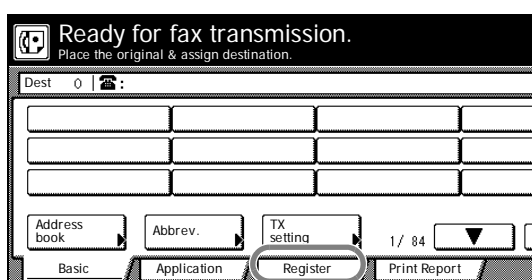 Ready for fax transmission.
Place the original & assign destination.
Dest 0 ☎:
Address book
Abbrev.
TX setting
1/ 84
Basic
Application
Register
Print Report